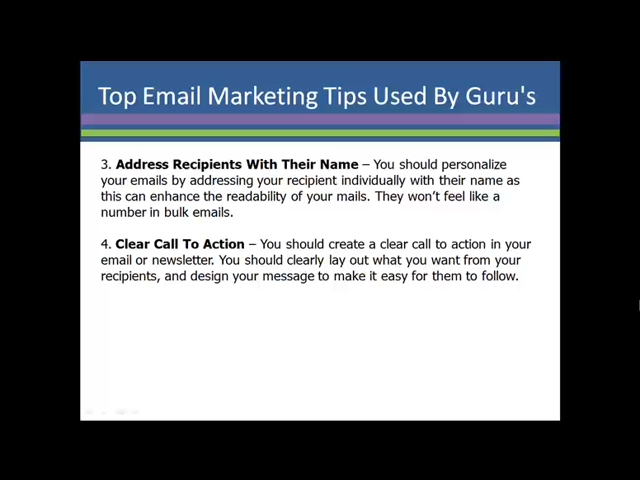 Top Email Marketing Tips Used By Guru's
3. Address Recipients With Their Name – You should personalize
your emails by addressing your recipient individually with their name as
this can enhance the readability of your mails. They won’t feel like a
number in bulk emails.
4. Clear Call To Action – You should create a clear call to action in your
email or newsletter. You should clearly lay out what you want from your
recipients, and design your message to make it easy for them to follow.